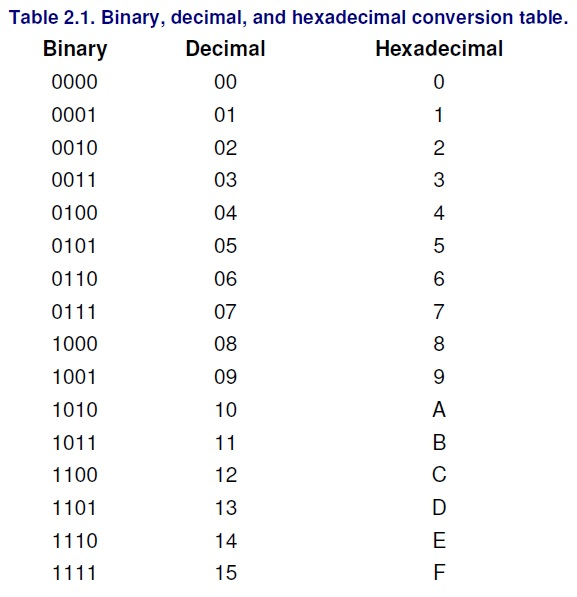 Table 2.1. Binary, decimal, and hexadecimal conversion table.
Binary Decimal Hexadecimal
0000 00 0
0001 01 1
0010 02 2
0011 03 3
0100 04 4
0101 05 5
0110 06 6
0111 07 7
1000 08 8
1001 09 9
1010 10 A
1011 11 B
1100 12 C
1101 13 D
1110 14 E
1111 15 F